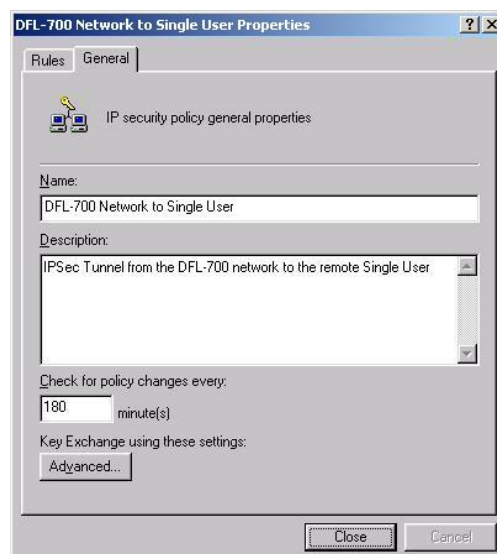 DFL-700 Network to Single User Properties
Rules
General
IP security policy general properties
Name:
DFL-700 Network to Single User
Description:
IPSec Tunnel from the DFL-700 network to the remote Single User
Check for policy changes every:
180 minute(s)
Key Exchange using these settings:
Advanced...
Close
Cancel